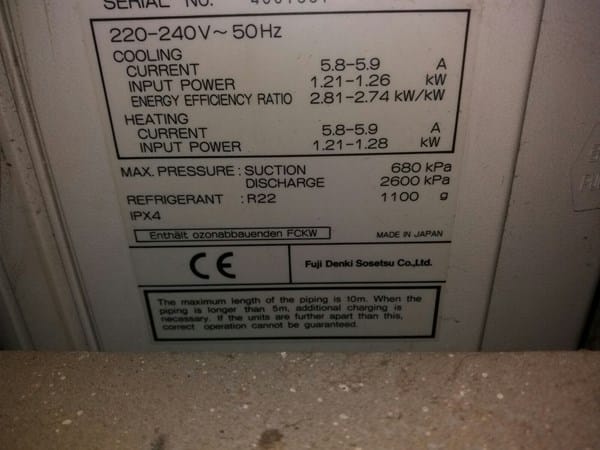 SERIAL NO.
220-240V~50Hz
COOLING
CURRENT 5.8-5.9 A
INPUT POWER 1.21-1.26 kW
ENERGY EFFICIENCY RATIO 2.81-2.74 kW/kW
HEATING
CURRENT 5.8-5.9 A
INPUT POWER 1.21-1.28 kW
MAX. PRESSURE : SUCTION 680 kPa
DISCHARGE 2600 kPa
REFRIGERANT : R22 1100 g
IPX4
Enthält ozonabbauenden FCKW MADE IN JAPAN
CE Fuji Denki Sosetsu Co.,Ltd.
The maximum length of the piping is 10m. When the
piping is longer than 5m, additional charging is
necessary. If the units are further apart than this,
correct operation cannot be guaranteed.